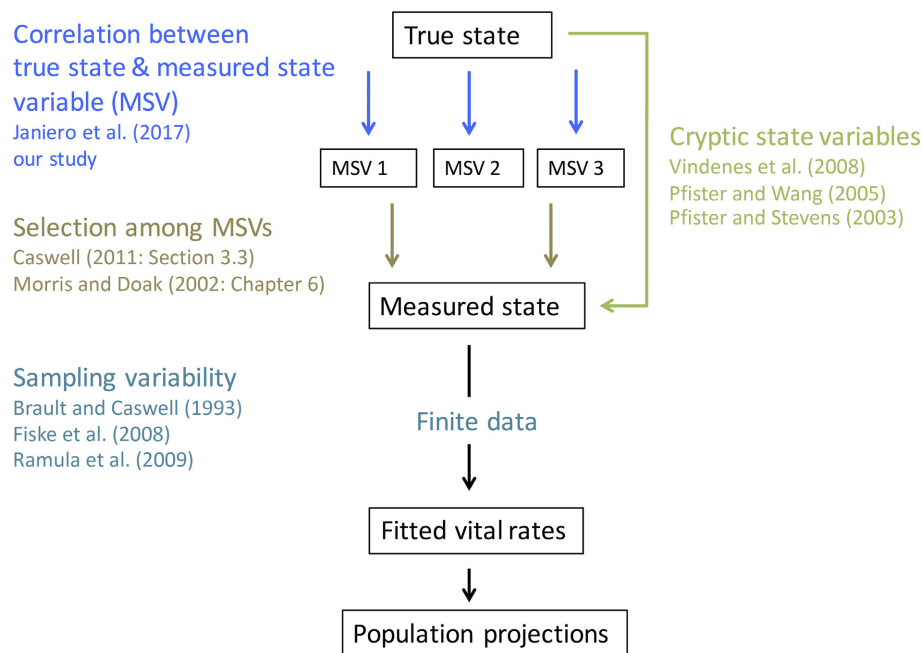 Correlation between
true state & measured state
variable (MSV)
Janiero et al. (2017)
our study
True state
MSV 1
MSV 2
MSV 3
Cryptic state variables
Vindenes et al. (2008)
Pfister and Wang (2005)
Pfister and Stevens (2003)
Selection among MSVs
Caswell (2011: Section 3.3)
Morris and Doak (2002: Chapter 6)
Measured state
Sampling variability
Brault and Caswell (1993)
Fiske et al. (2008)
Ramula et al. (2009)
Finite data
Fitted vital rates
Population projections